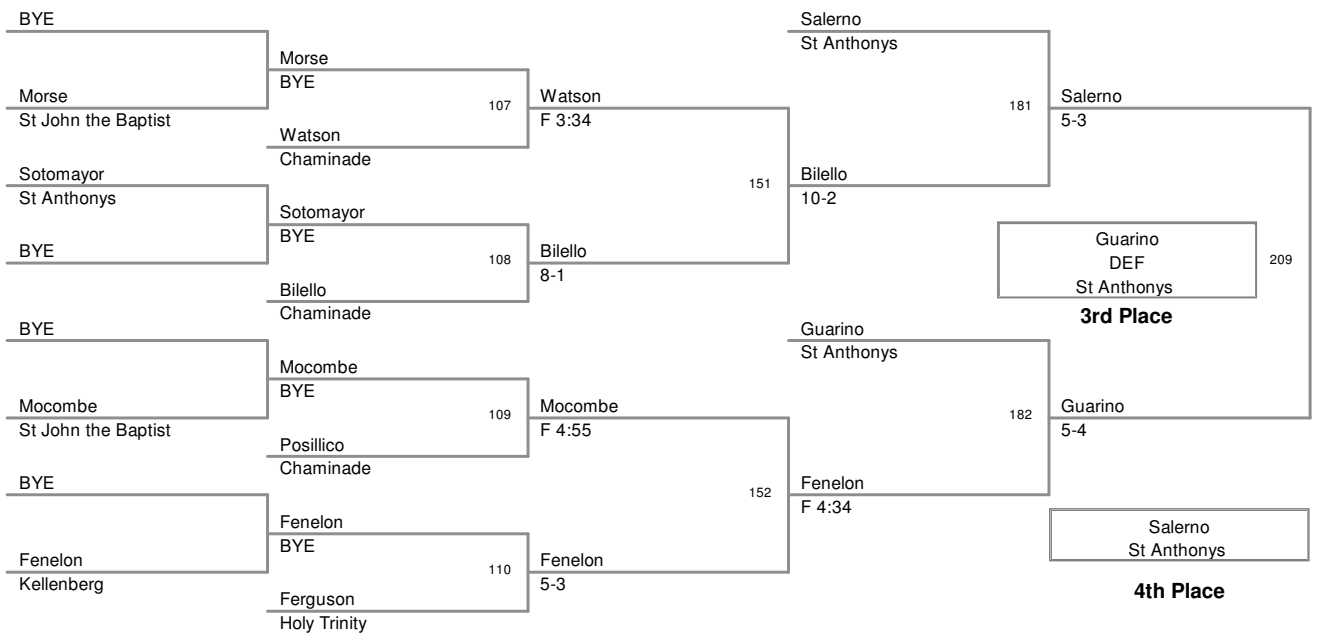 BYE
Salerno
St Anthonys
Morse
BYE
Morse
St John the Baptist
107
Watson
F 3:34
181
Salerno
5-3
Watson
Chaminade
Sotomayor
St Anthonys
151
Bilello
10-2
Sotomayor
BYE
BYE
108
Bilello
8-1
Guarino
DEF
St Anthonys
209
Bilello
Chaminade
3rd Place
BYE
Guarino
St Anthonys
Mocombe
BYE
Mocombe
St John the Baptist
109
Mocombe
F 4:55
182
Guarino
5-4
Posillico
Chaminade
BYE
152
Fenelon
F 4:34
Fenelon
BYE
Salerno
St Anthonys
Fenelon
Kellenberg
110
Fenelon
5-3
4th Place
Ferguson
Holy Trinity